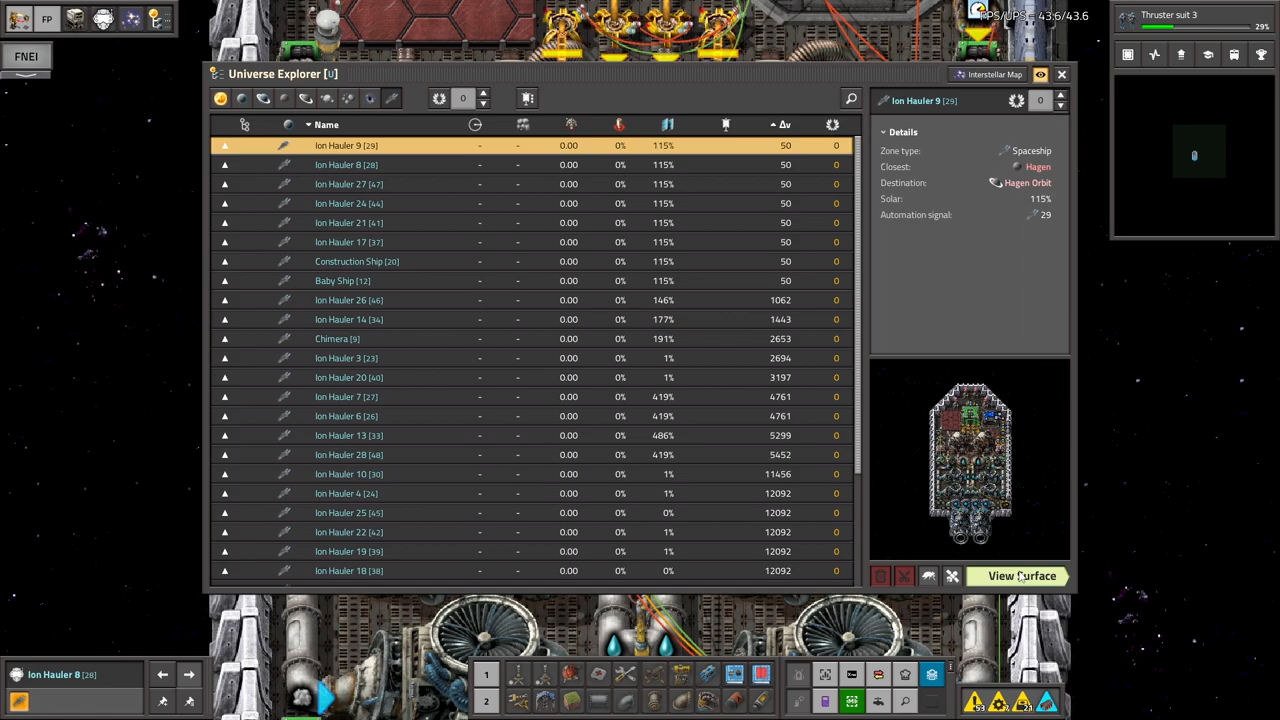 FP
FPS/UPS = 43.6/43.6
Thruster suit 3
29%
FNEI
Universe Explorer [U]
Interstellar Map
0
Ion Hauler 9 [29]
0
Name
Δv
Ion Hauler 9 [29] - - 0.00 0% 115% 50 0
Ion Hauler 8 [28] - - 0.00 0% 115% 50 0
Ion Hauler 27 [47] - - 0.00 0% 115% 50 0
Ion Hauler 24 [44] - - 0.00 0% 115% 50 0
Ion Hauler 21 [41] - - 0.00 0% 115% 50 0
Ion Hauler 17 [37] - - 0.00 0% 115% 50 0
Construction Ship [20] - - 0.00 0% 115% 50 0
Baby Ship [12] - - 0.00 0% 115% 50 0
Ion Hauler 26 [46] - - 0.00 0% 146% 1062 0
Ion Hauler 14 [34] - - 0.00 0% 177% 1443 0
Chimera [9] - - 0.00 0% 191% 2653 0
Ion Hauler 3 [23] - - 0.00 0% 1% 2694 0
Ion Hauler 20 [40] - - 0.00 0% 1% 3197 0
Ion Hauler 7 [27] - - 0.00 0% 419% 4761 0
Ion Hauler 6 [26] - - 0.00 0% 419% 4761 0
Ion Hauler 13 [33] - - 0.00 0% 486% 5299 0
Ion Hauler 28 [48] - - 0.00 0% 419% 5452 0
Ion Hauler 10 [30] - - 0.00 0% 1% 11456 0
Ion Hauler 4 [24] - - 0.00 0% 1% 12092 0
Ion Hauler 25 [45] - - 0.00 0% 0% 12092 0
Ion Hauler 22 [42] - - 0.00 0% 1% 12092 0
Ion Hauler 19 [39] - - 0.00 0% 1% 12092 0
Ion Hauler 18 [38] - - 0.00 0% 0% 12092 0
Details
Zone type: Spaceship
Closest: Hagen
Destination: Hagen Orbit
Solar: 115%
Automation signal: 29
View Surface
Ion Hauler 8 [28]
1
2